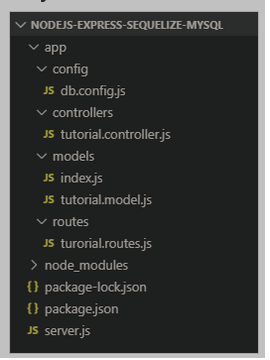 NODEJS-EXPRESS-SEQUELIZE-MYSQL
app
config
JS db.config.js
controllers
JS tutorial.controller.js
models
JS index.js
JS tutorial.model.js
routes
JS turorial.routes.js
node_modules
{} package-lock.json
{} package.json
JS server.js